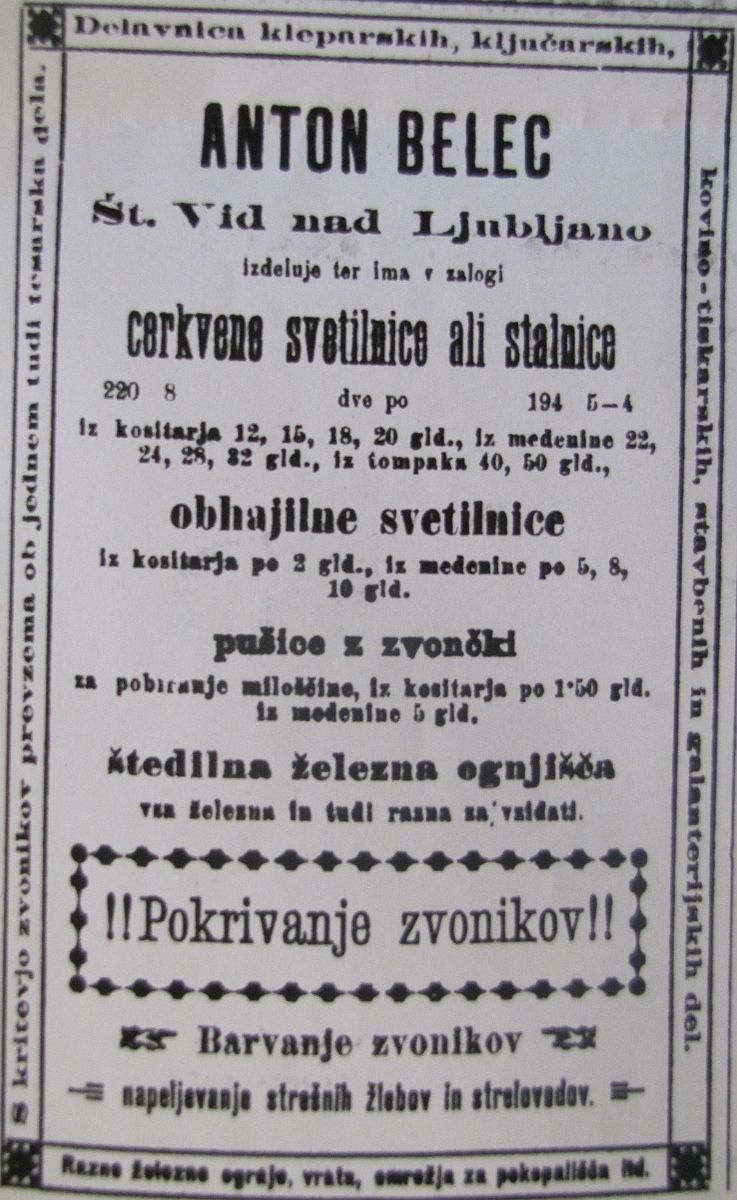 Delavnica kleparskih, ključarskih,
kovino-tiskarskih, stavbenih in galanterijskih del.
S kritevjo zvonikov prevzema ob jednem tudi tesarska dela.
ANTON BELEC
Št. Vid nad Ljubljano
izdeluje ter ima v zalogi
cerkvene svetilnice ali stalnice
220 8 dve po 194 5—4
iz kositarja 12, 15, 18, 20 gld., iz medenine 22,
24, 28, 32 gld., iz tompaka 40, 50 gld.,
obhajilne svetilnice
iz kositarja po 2 gld., iz medenine po 5, 8,
10 gld.
pušice z zvončki
za pobiranje miloščine, iz kositarja po 1·50 gld.
iz medenine 5 gld.
štedilna železna ognjišča
vsa železna in tudi razna za vzidati.
!!Pokrivanje zvonikov!!
Barvanje zvonikov
napeljevanje strešnih žlebov in strelovodov.
Razne železne ograje, vrata, omrežja za pokopališča itd.